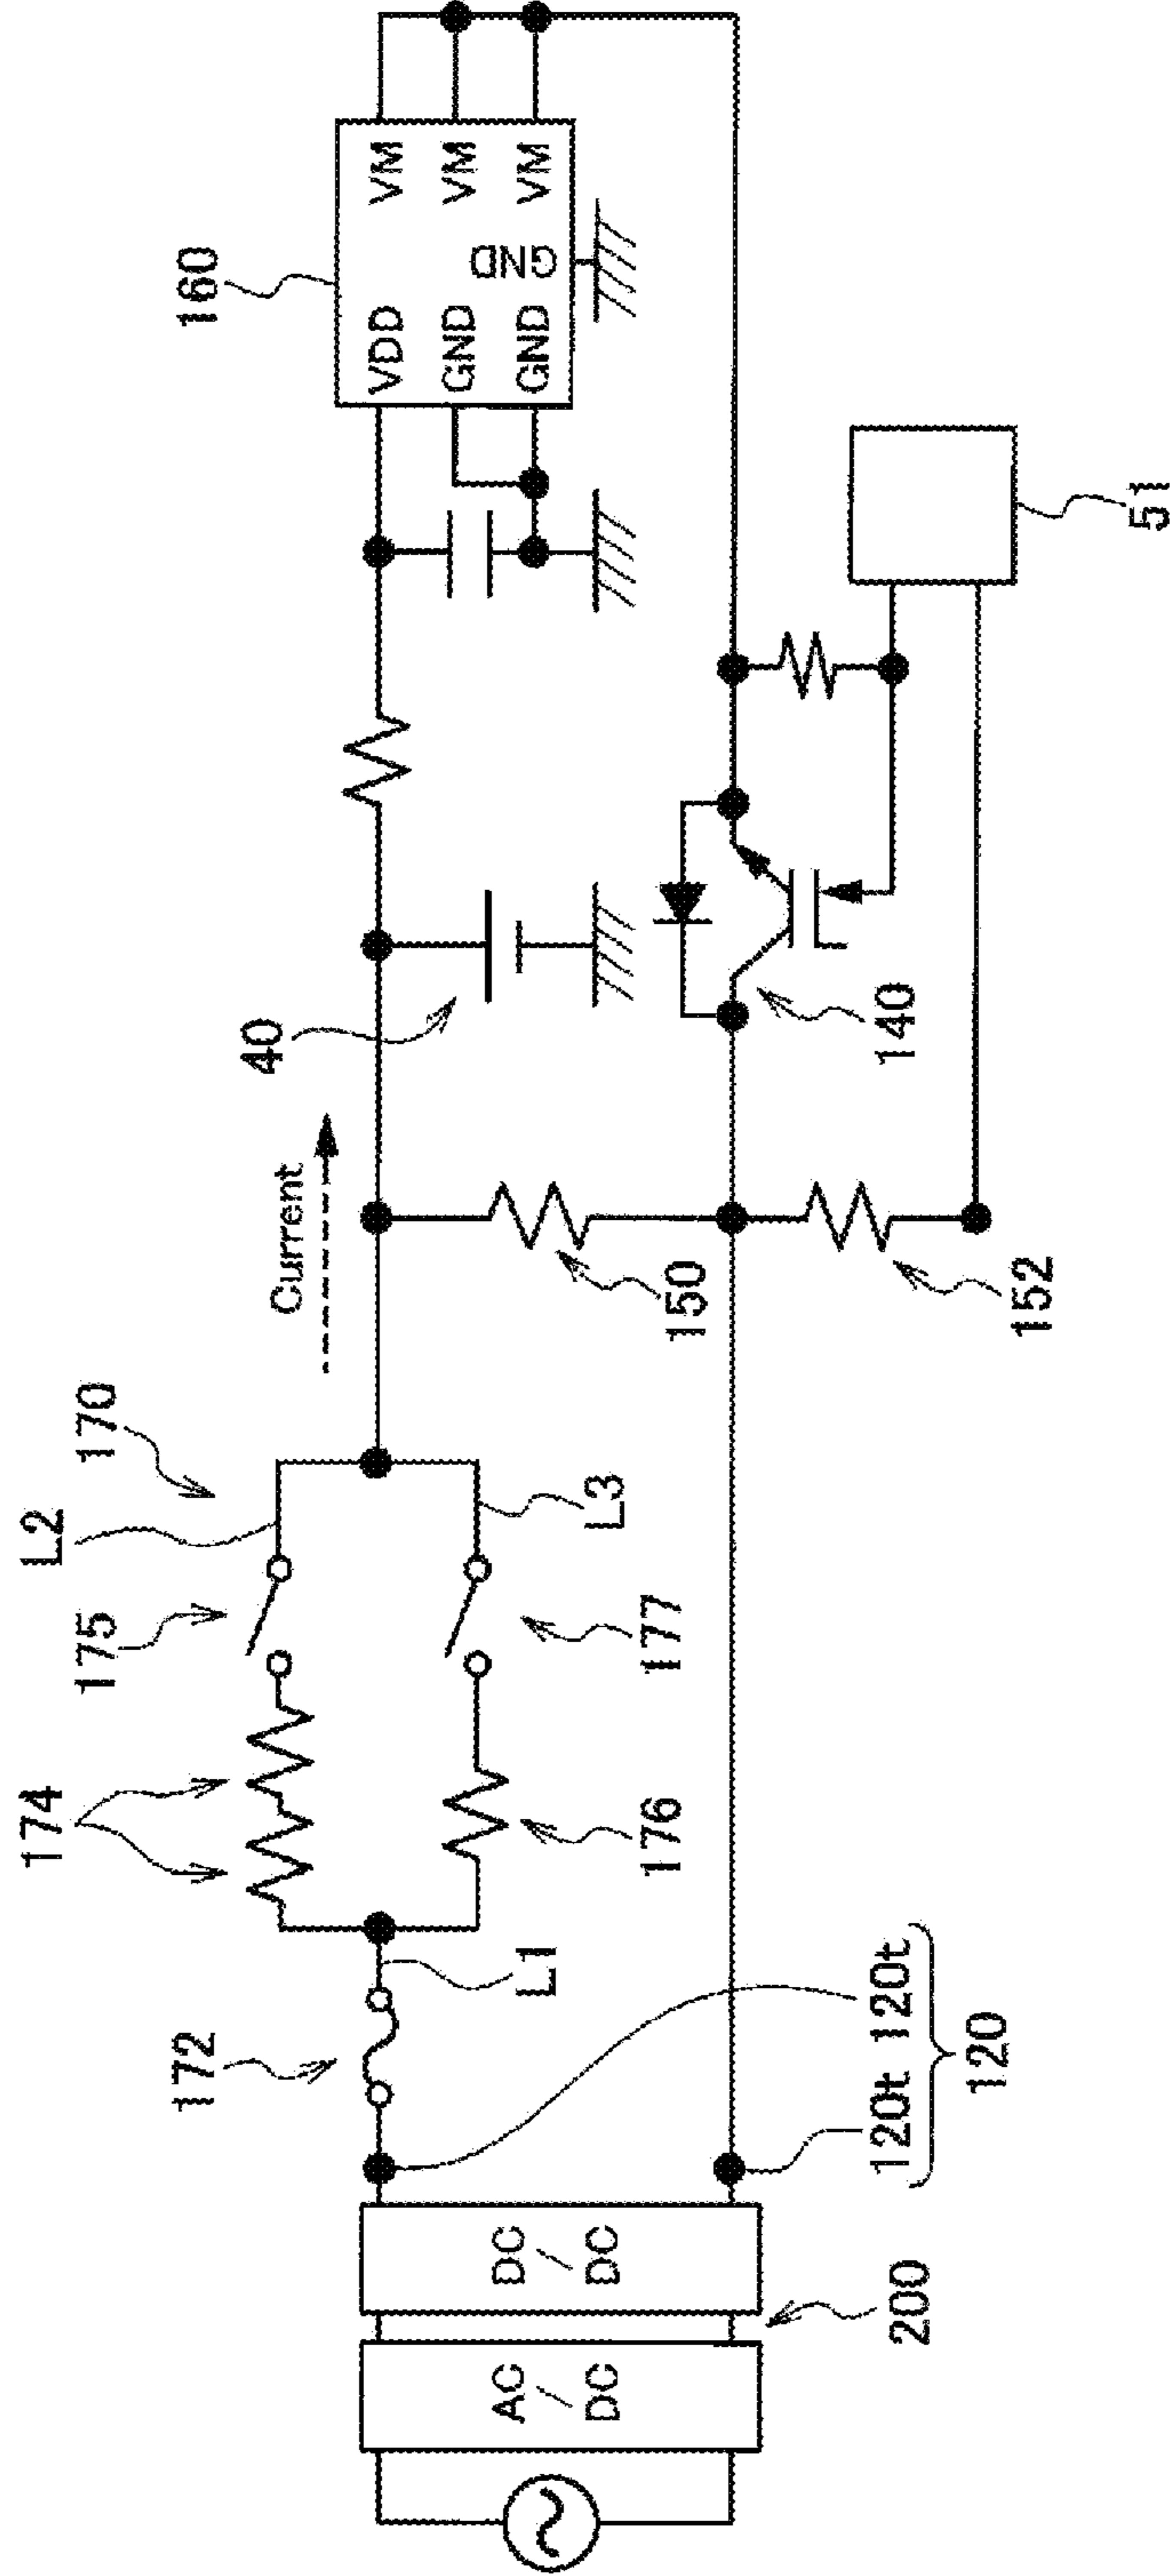 160
VDD
VM
GND
VM
GND
VM
GND
51
40
Current
140
150
152
L2
170
175
L3
177
174
176
172
L1
120t
120t
120
AC
DC
DC
DC
200